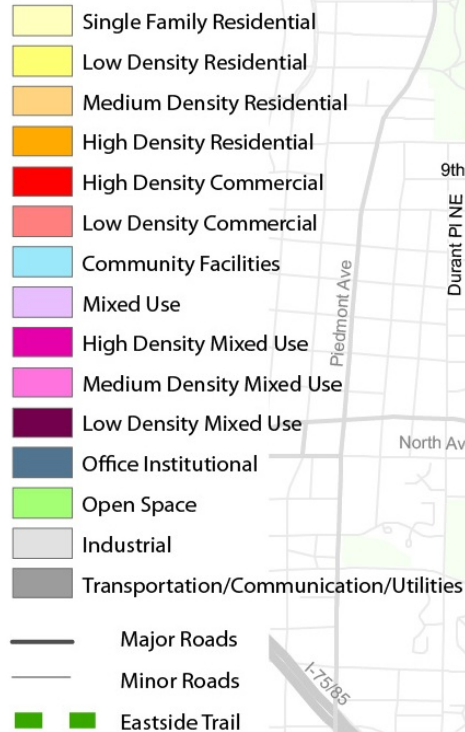 Single Family Residential
Low Density Residential
Medium Density Residential
High Density Residential
High Density Commercial
Low Density Commercial
Community Facilities
Mixed Use
High Density Mixed Use
Medium Density Mixed Use
Low Density Mixed Use
Office Institutional
Open Space
Industrial
Transportation/Communication/Utilities
Major Roads
Minor Roads
Eastside Trail
9th
Durant Pl NE
Piedmont Ave
North Av
I-75/85